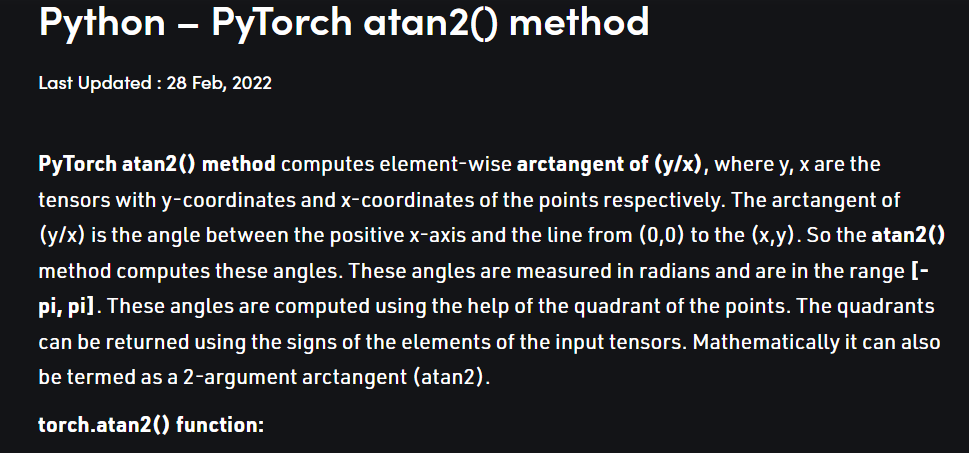 Python – PyTorch atan2() method
Last Updated : 28 Feb, 2022
PyTorch atan2() method computes element-wise arctangent of (y/x), where y, x are the
tensors with y-coordinates and x-coordinates of the points respectively. The arctangent of
(y/x) is the angle between the positive x-axis and the line from (0,0) to the (x,y). So the atan2()
method computes these angles. These angles are measured in radians and are in the range [-
pi, pi]. These angles are computed using the help of the quadrant of the points. The quadrants
can be returned using the signs of the elements of the input tensors. Mathematically it can also
be termed as a 2-argument arctangent (atan2).
torch.atan2() function: